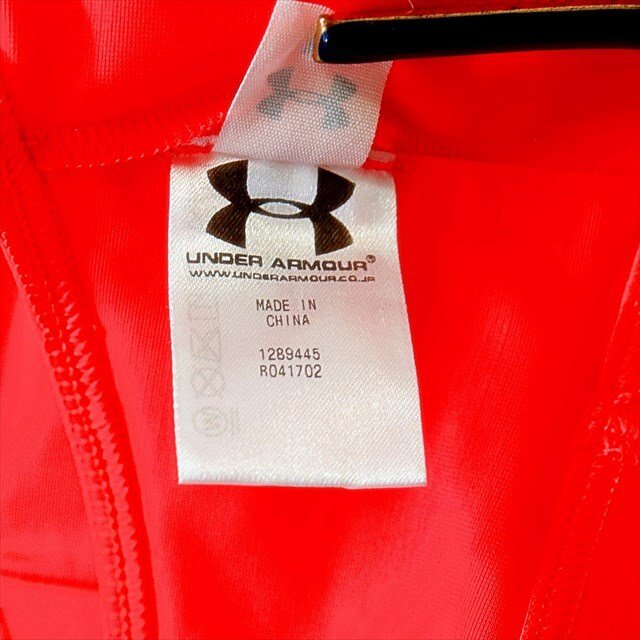 UNDER ARMOUR®
WWW.UNDERARMOUR.CO.JP
MADE IN
CHINA
1289445
R041702